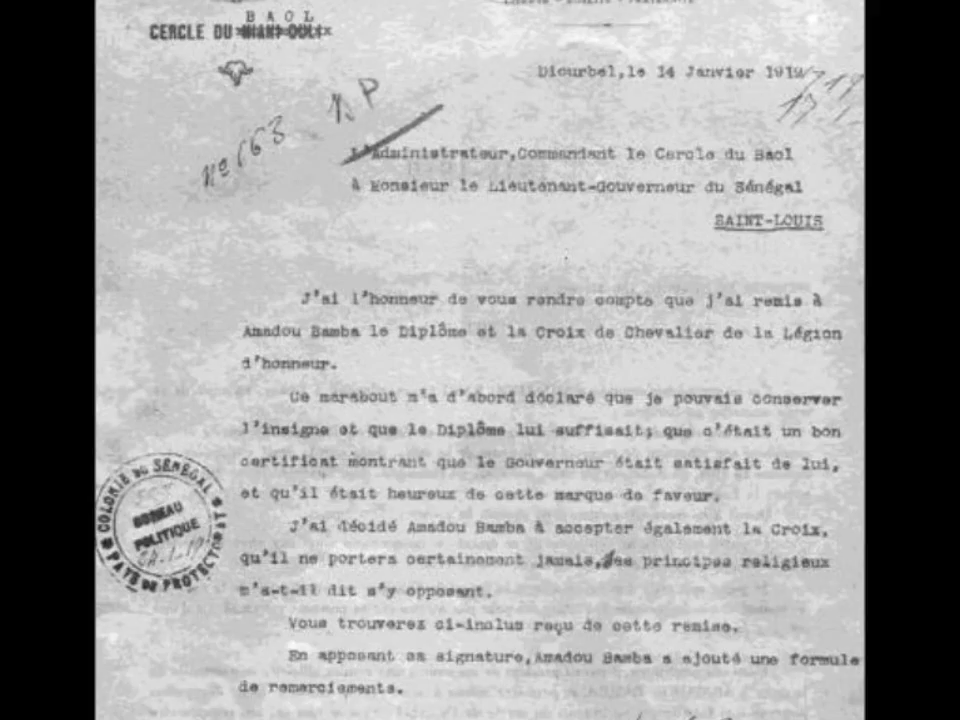 BAOL
CERCLE DU
Diourbel, le 14 Janvier 1919
No 663
N P
L'Administrateur, Commandant le Cercle du Baol
à Monsieur le Lieutenant-Gouverneur du Sénégal
SAINT-LOUIS
J'ai l'honneur de vous rendre compte que j'ai remis à
Amadou Bamba le Diplôme et la Croix de Chevalier de la Légion
d'honneur.
Ce marabout m'a d'abord déclaré que je pouvais conserver
l'insigne et que le Diplôme lui suffisait; que c'était un bon
certificat montrant que le Gouverneur était satisfait de lui,
et qu'il était heureux de cette marque de faveur.
J'ai décidé Amadou Bamba à accepter également la Croix,
qu'il ne portera certainement jamais, ses principes religieux
m'a-t-il dit s'y opposant.
Vous trouverez ci-inclus reçu de cette remise.
En apposant sa signature, Amadou Bamba a ajouté une formule
de remerciements.
COLONIE DU SÉNÉGAL
BUREAU
POLITIQUE
PAYS DE PROTECTORAT